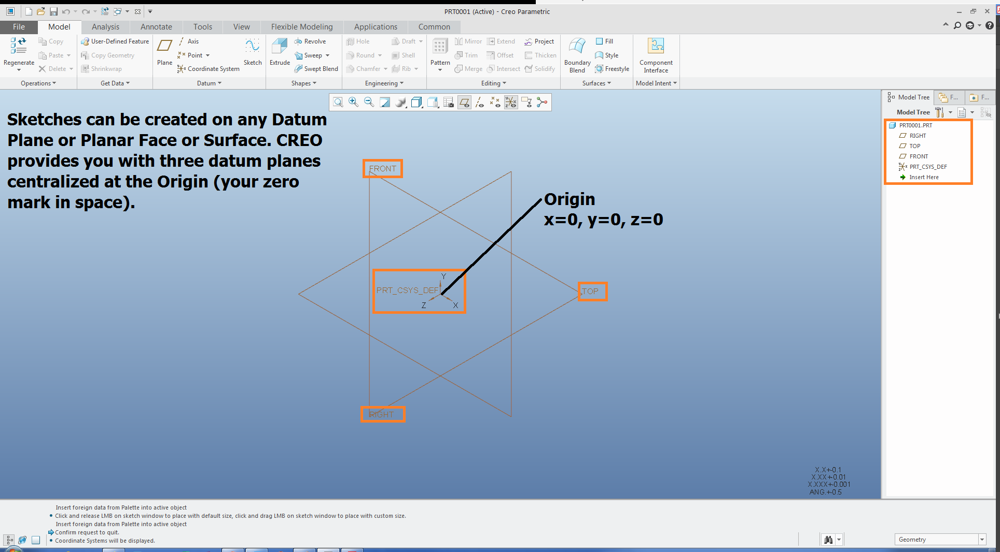 PRT0001 (Active) - Creo Parametric
File Model Analysis Annotate Tools View Flexible Modeling Applications Common
Regenerate
Copy
Paste
Delete
Operations
User-Defined Feature
Copy Geometry
Shrinkwrap
Get Data
Plane
Axis
Point
Coordinate System
Sketch
Datum
Extrude
Revolve
Sweep
Swept Blend
Shapes
Hole
Round
Chamfer
Draft
Shell
Rib
Engineering
Pattern
Mirror
Trim
Merge
Extend
Offset
Intersect
Project
Thicken
Solidify
Editing
Boundary
Blend
Fill
Style
Freestyle
Surfaces
Component
Interface
Model Intent
Sketches can be created on any Datum
Plane or Planar Face or Surface. CREO
provides you with three datum planes
centralized at the Origin (your zero
mark in space).
FRONT
Origin
x=0, y=0, z=0
PRT_CSYS_DEF
Y
Z
X
TOP
RIGHT
X.X+-0.1
X.XX+-0.01
X.XXX+-0.001
ANG.+-0.5
Model Tree F... F...
Model Tree
PRT0001.PRT
RIGHT
TOP
FRONT
PRT_CSYS_DEF
Insert Here
Insert foreign data from Palette into active object
• Click and release LMB on sketch window to place with default size, click and drag LMB on sketch window to place with custom size.
Insert foreign data from Palette into active object
Confirm request to quit.
• Coordinate Systems will be displayed.
Geometry